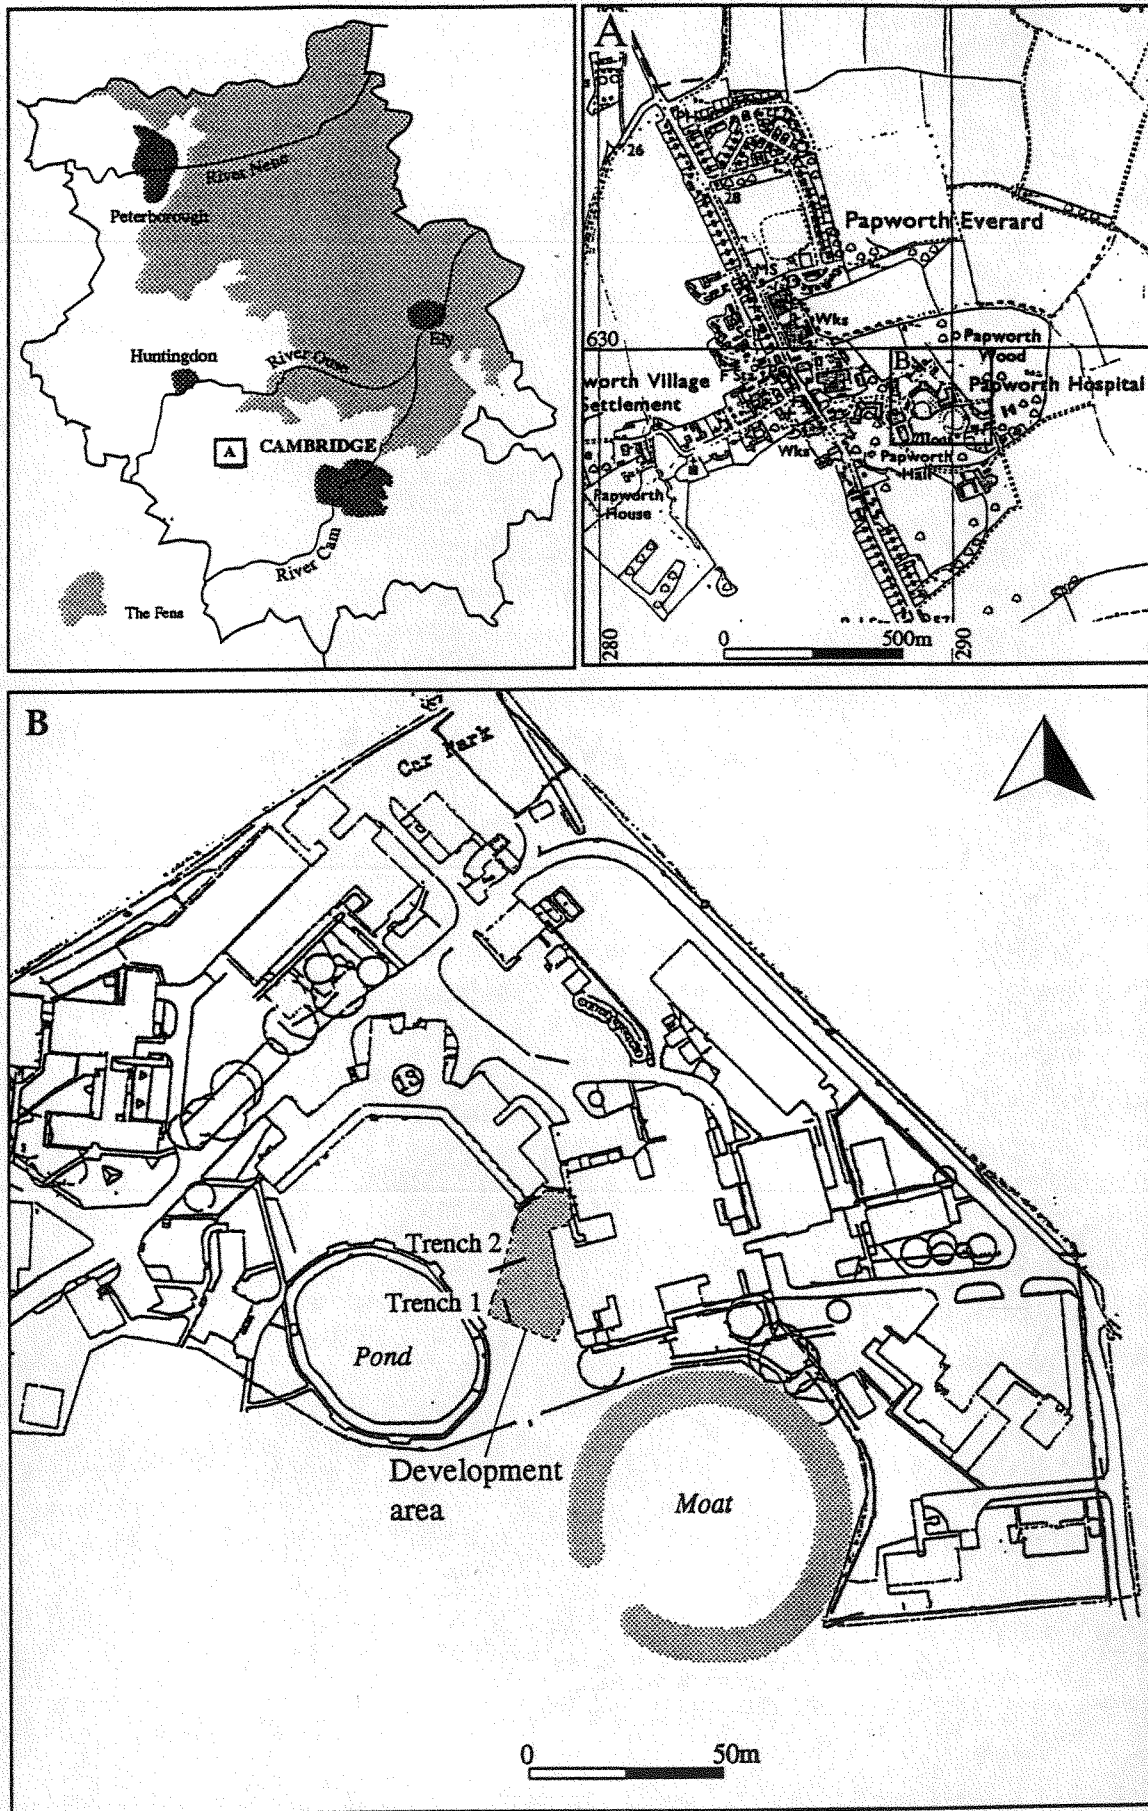 River Nene
Peterborough
Ely
Huntingdon
River Ouse
A
CAMBRIDGE
River Cam
The Fens
A
26
28
Papworth Everard
Wks
630
Papworth
Wood
B
worth Village
Settlement
Papworth Hospital
Moat
Wks
Papworth
Hall
Papworth
House
280
0
500m
290
B
Car Park
13
Trench 2
Trench 1
Pond
Development
area
Moat
0
50m